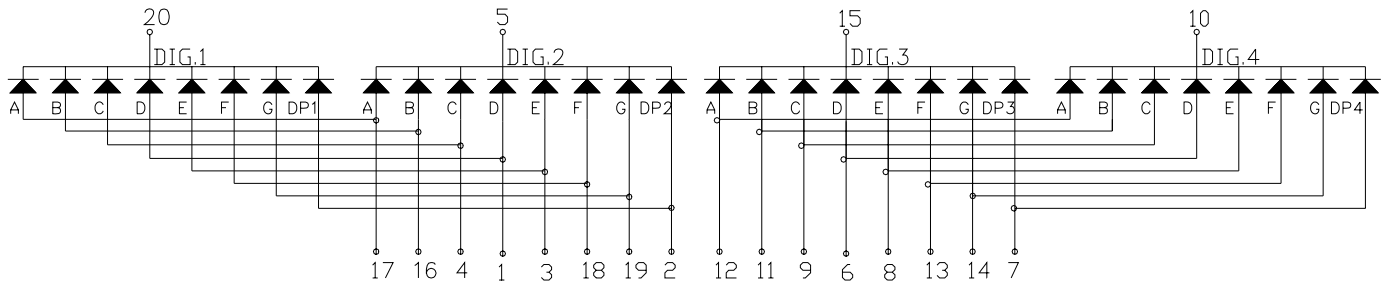 20 5 15 10
DIG.1 DIG.2 DIG.3 DIG.4
A B C D E F G DP1 A B C D E F G DP2 A B C D E F G DP3 A B C D E F G DP4
17 16 4 1 3 18 19 2 12 11 9 6 8 13 14 7